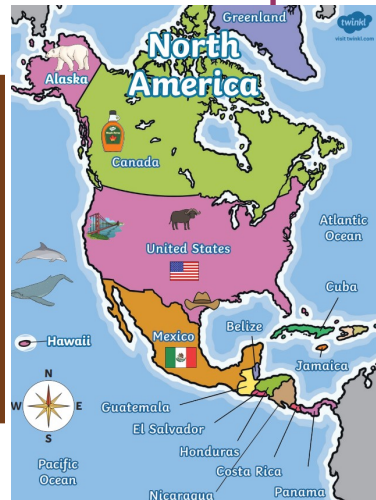 Greenland
twinkl
visit twinkl.com
North
America
Alaska
Canada
United States
Atlantic
Ocean
Cuba
Hawaii
Mexico
Belize
Jamaica
N
W E
S
Guatemala
El Salvador
Honduras
Costa Rica
Nicaragua
Panama
Pacific
Ocean